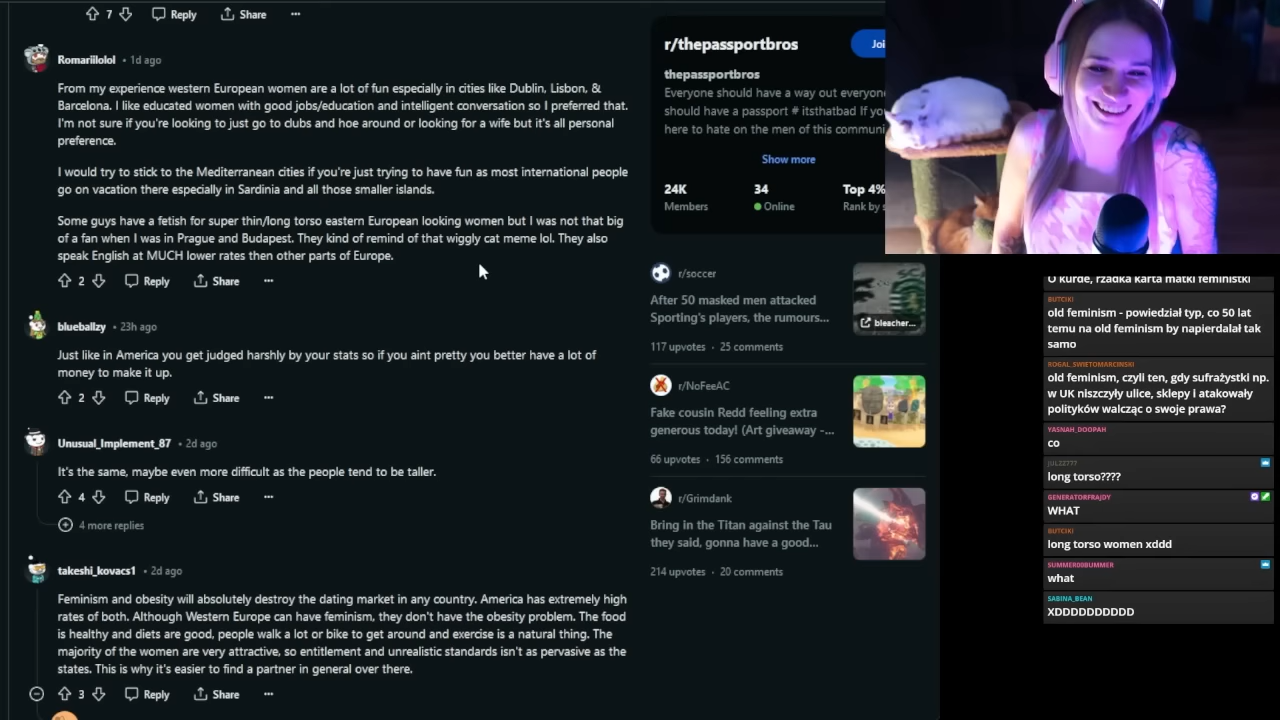 7 Reply Share
Romariilolol • 1d ago
From my experience western European women are a lot of fun especially in cities like Dublin, Lisbon, &
Barcelona. I like educated women with good jobs/education and intelligent conversation so I preferred that.
I'm not sure if you're looking to just go to clubs and hoe around or looking for a wife but it's all personal
preference.
I would try to stick to the Mediterranean cities if you're just trying to have fun as most international people
go on vacation there especially in Sardinia and all those smaller islands.
Some guys have a fetish for super thin/long torso eastern European looking women but I was not that big
of a fan when I was in Prague and Budapest. They kind of remind of that wiggly cat meme lol. They also
speak English at MUCH lower rates then other parts of Europe.
2 Reply Share
blueballzy • 23h ago
Just like in America you get judged harshly by your stats so if you aint pretty you better have a lot of
money to make it up.
2 Reply Share
Unusual_Implement_87 • 2d ago
It's the same, maybe even more difficult as the people tend to be taller.
4 Reply Share
4 more replies
takeshi_kovacs1 • 2d ago
Feminism and obesity will absolutely destroy the dating market in any country. America has extremely high
rates of both. Although Western Europe can have feminism, they don't have the obesity problem. The food
is healthy and diets are good, people walk a lot or bike to get around and exercise is a natural thing. The
majority of the women are very attractive, so entitlement and unrealistic standards isn't as pervasive as the
states. This is why it's easier to find a partner in general over there.
3 Reply Share
r/thepassportbros
Joi
thepassportbros
Everyone should have a way out everyone
should have a passport # itsthatbad If you
here to hate on the men of this communi
Show more
24K 34 Top 4%
Members Online Rank by s
r/soccer
After 50 masked men attacked
Sporting's players, the rumours...
bleacher...
117 upvotes • 25 comments
r/NoFeeAC
Fake cousin Redd feeling extra
generous today! (Art giveaway -...
66 upvotes • 156 comments
r/Grimdank
Bring in the Titan against the Tau
they said, gonna have a good...
214 upvotes • 20 comments
O kurde, rzadka karta matki feministki
BUTCIKI
old feminism - powiedział typ, co 50 lat
temu na old feminism by napierdalał tak
samo
ROGAL_SWIETOMARCINSKI
old feminism, czyli ten, gdy sufrażystki np.
w UK niszczyły ulice, sklepy i atakowały
polityków walcząc o swoje prawa?
YASNAH_DOOPAH
co
long torso????
GENERATORFRAJDY
WHAT
BUTCIKI
long torso women xddd
SUMMER00BUMMER
what
SABINA_BEAN
XDDDDDDDDDD